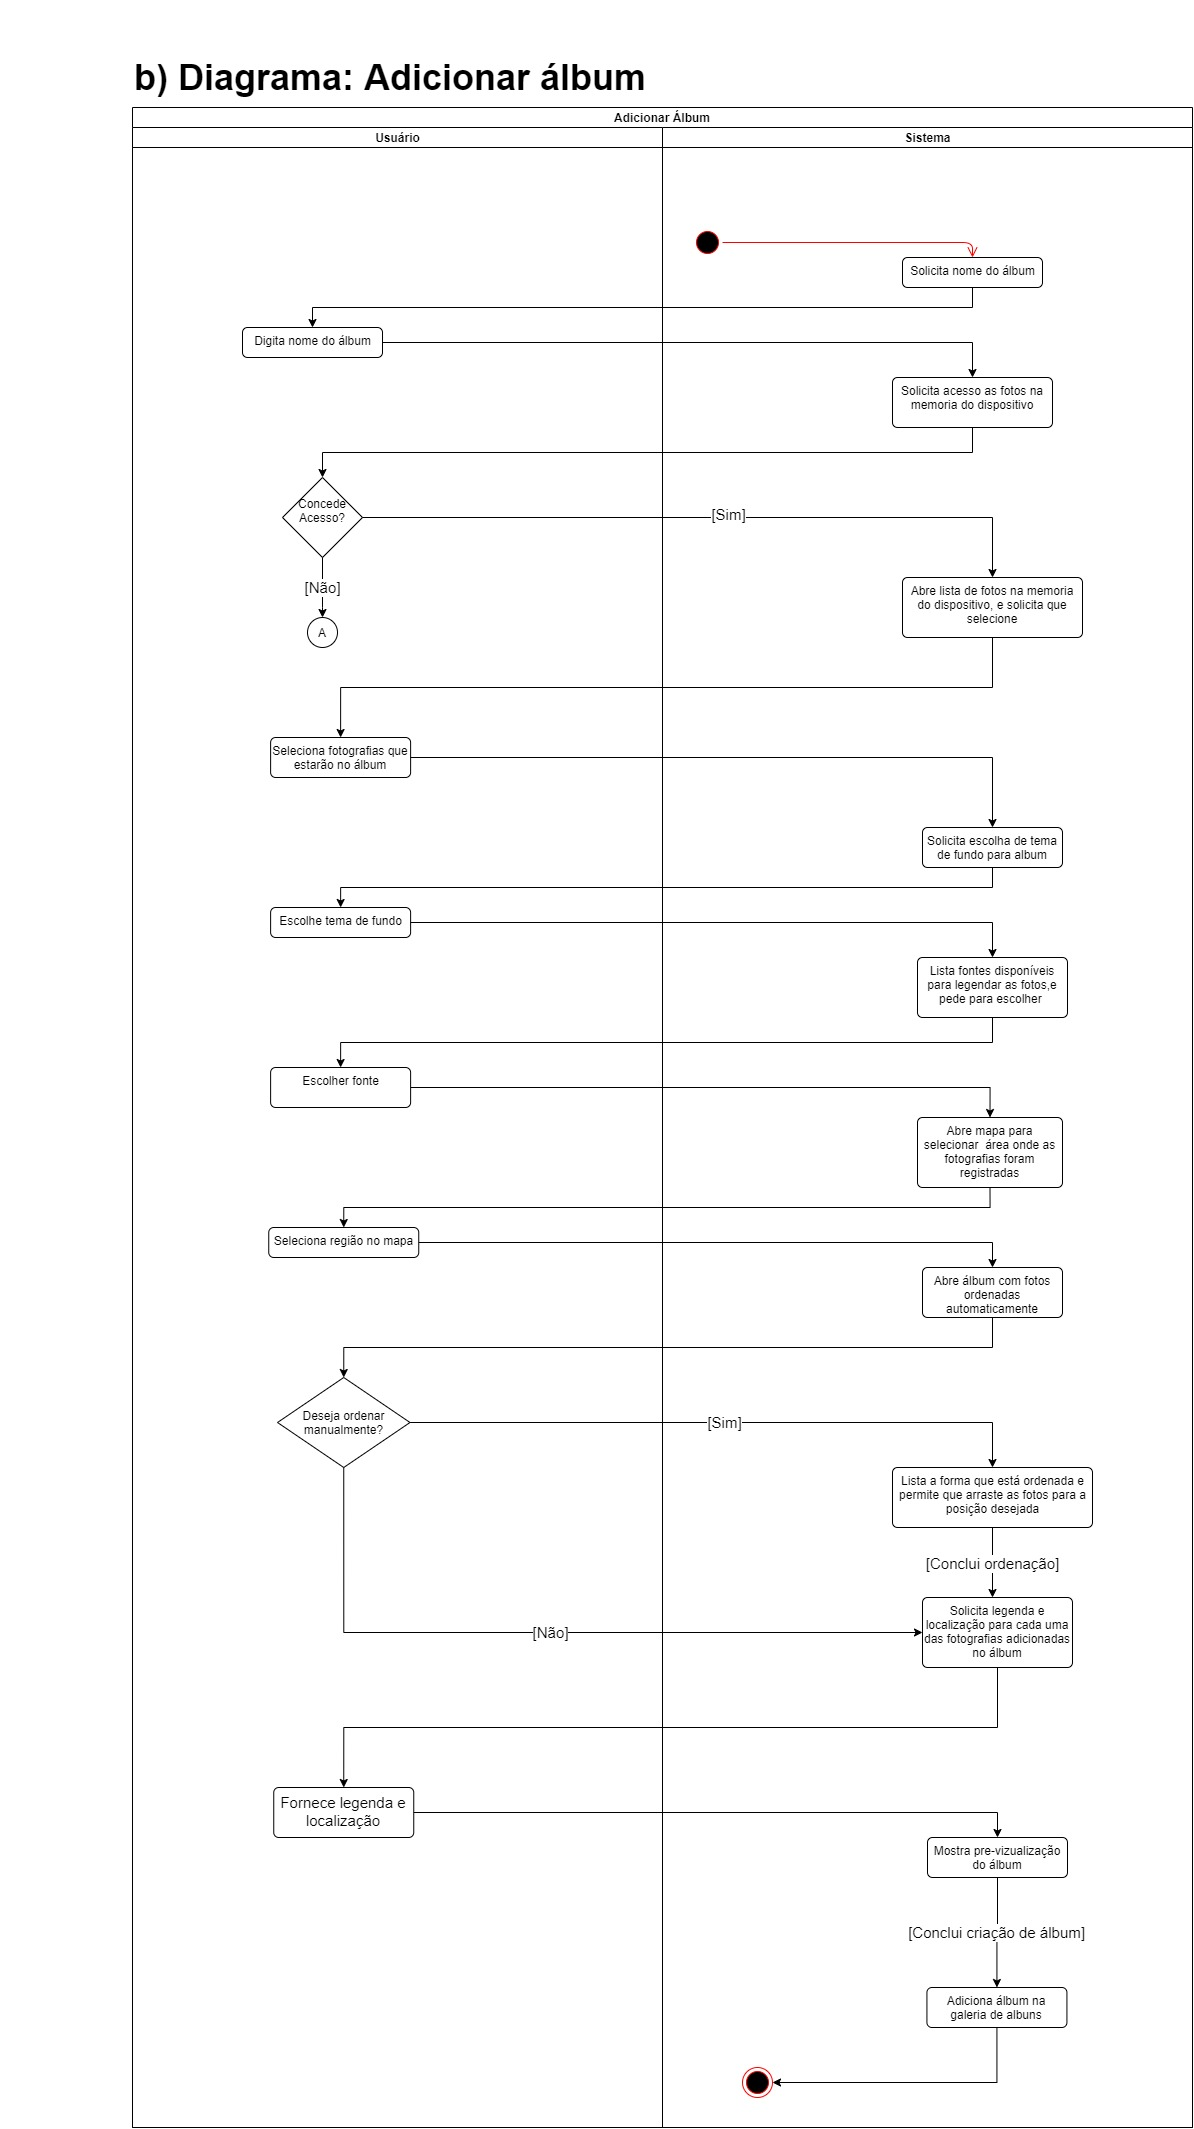 b) Diagrama: Adicionar álbum
Adicionar Álbum
Usuário
Sistema
Solicita nome do álbum
Digita nome do álbum
Solicita acesso as fotos na
memoria do dispositivo
Concede
Acesso?
[Sim]
[Não]
A
Abre lista de fotos na memoria
do dispositivo, e solicita que
selecione
Seleciona fotografias que
estarão no álbum
Solicita escolha de tema
de fundo para album
Escolhe tema de fundo
Lista fontes disponíveis
para legendar as fotos,e
pede para escolher
Escolher fonte
Abre mapa para
selecionar  área onde as
fotografias foram
registradas
Seleciona região no mapa
Abre álbum com fotos
ordenadas
automaticamente
Deseja ordenar
manualmente?
[Sim]
Lista a forma que está ordenada e
permite que arraste as fotos para a
posição desejada
[Conclui ordenação]
Solicita legenda e
localização para cada uma
das fotografias adicionadas
no álbum
[Não]
Fornece legenda e
localização
Mostra pre-vizualização
do álbum
[Conclui criação de álbum]
Adiciona álbum na
galeria de albuns